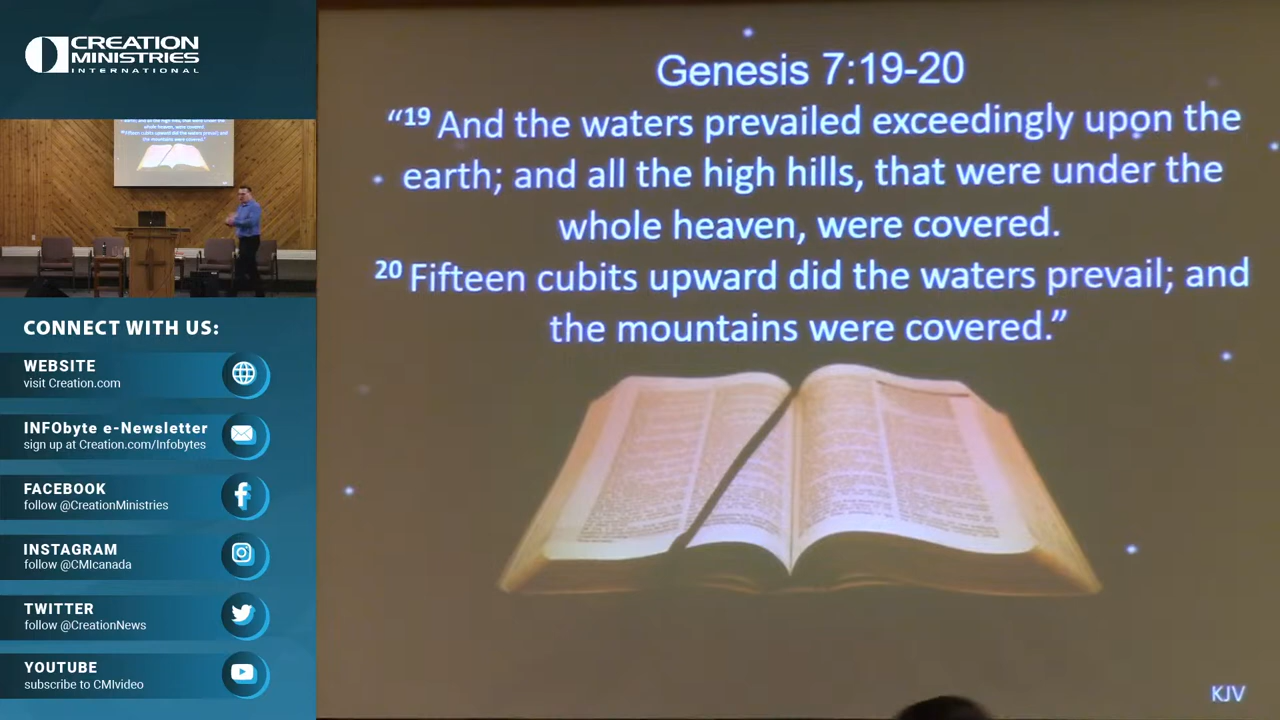 CREATION
MINISTRIES
INTERNATIONAL
CONNECT WITH US:
WEBSITE
visit Creation.com
INFObyte e-Newsletter
sign up at Creation.com/Infobytes
FACEBOOK
follow @CreationMinistries
INSTAGRAM
follow @CMIcanada
TWITTER
follow @CreationNews
YOUTUBE
subscribe to CMIvideo
Genesis 7:19-20
“19 And the waters prevailed exceedingly upon the
earth; and all the high hills, that were under the
whole heaven, were covered.
20 Fifteen cubits upward did the waters prevail; and
the mountains were covered.”
KJV